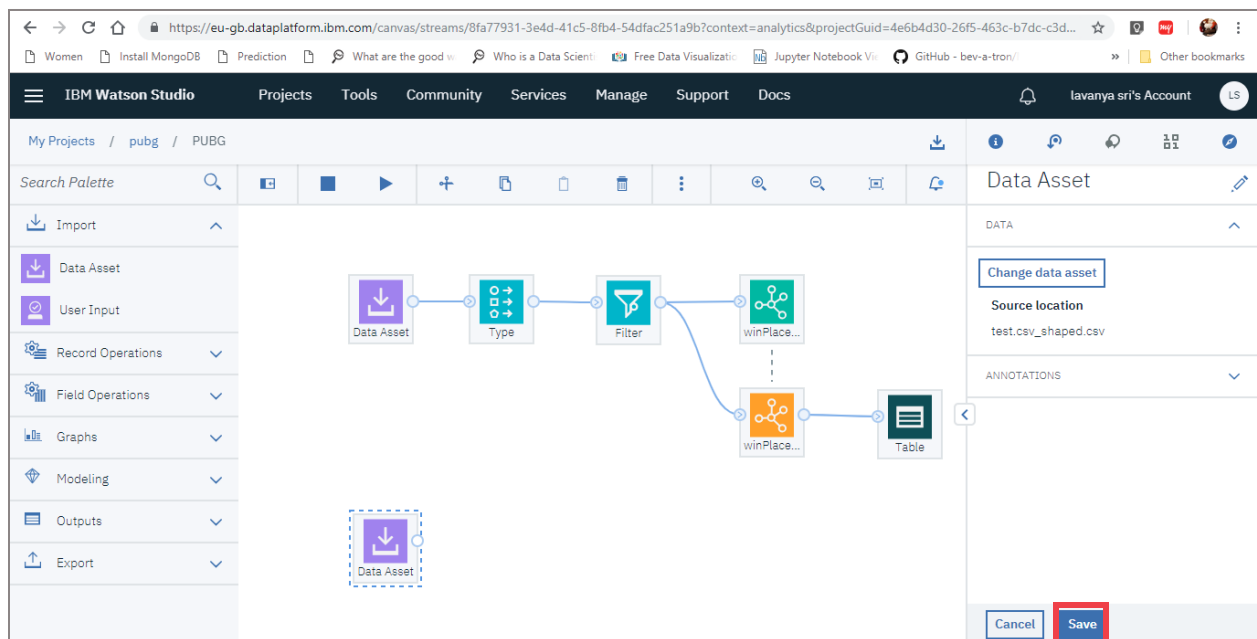 https://eu-gb.dataplatform.ibm.com/canvas/streams/8fa77931-3e4d-41c5-8fb4-54dfac251a9b?context=analytics&projectGuid=4e6b4d30-26f5-463c-b7dc-c3d...
Women Install MongoDB Prediction What are the good w Who is a Data Scient Free Data Visualizatio Jupyter Notebook Vi GitHub - bev-a-tron/ » Other bookmarks
IBM Watson Studio Projects Tools Community Services Manage Support Docs lavanya sri's Account LS
My Projects / pubg / PUBG
Search Palette
Data Asset
Import
DATA
Data Asset
Change data asset
User Input
Source location
test.csv_shaped.csv
Data Asset Type Filter winPlace...
Record Operations
ANNOTATIONS
Field Operations
Graphs
winPlace... Table
Modeling
Outputs
Export
Data Asset
Cancel Save